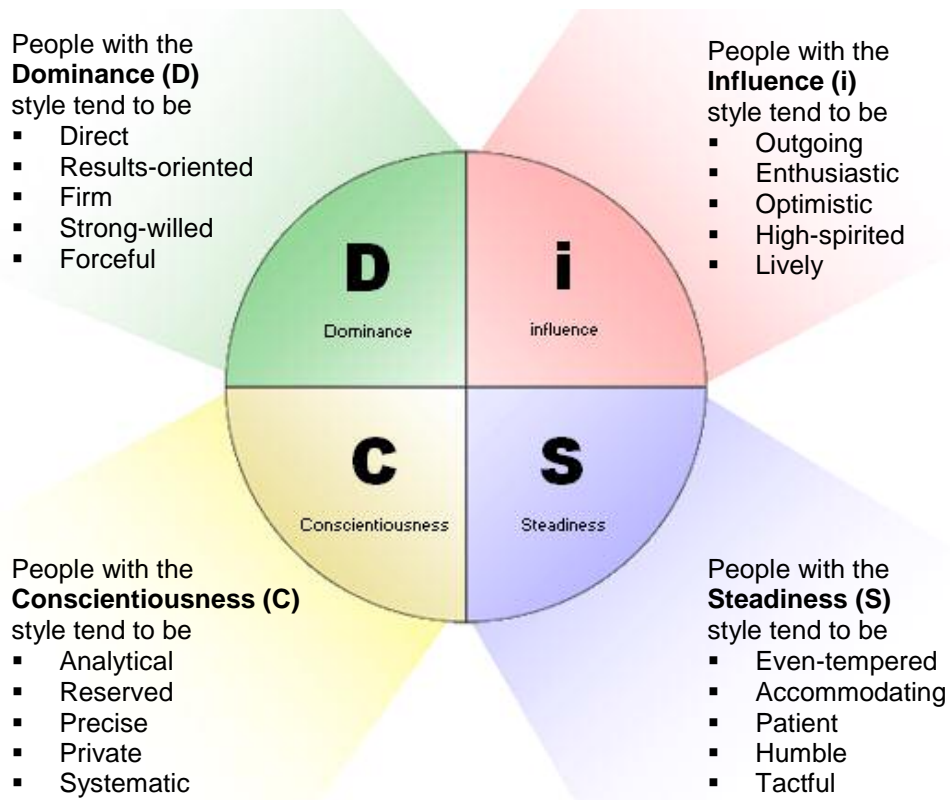 People with the
Dominance (D)
style tend to be
▪ Direct
▪ Results-oriented
▪ Firm
▪ Strong-willed
▪ Forceful
People with the
Influence (i)
style tend to be
▪ Outgoing
▪ Enthusiastic
▪ Optimistic
▪ High-spirited
▪ Lively
D
Dominance
i
influence
C
Conscientiousness
S
Steadiness
People with the
Conscientiousness (C)
style tend to be
▪ Analytical
▪ Reserved
▪ Precise
▪ Private
▪ Systematic
People with the
Steadiness (S)
style tend to be
▪ Even-tempered
▪ Accommodating
▪ Patient
▪ Humble
▪ Tactful